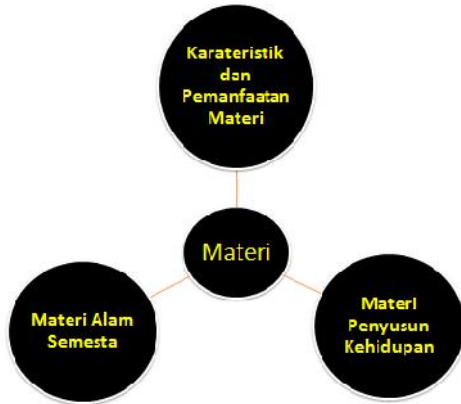 Karateristik
dan
Pemanfaatan
Materi
Materi
Materi Alam
Semesta
Materi
Penyusun
Kehidupan